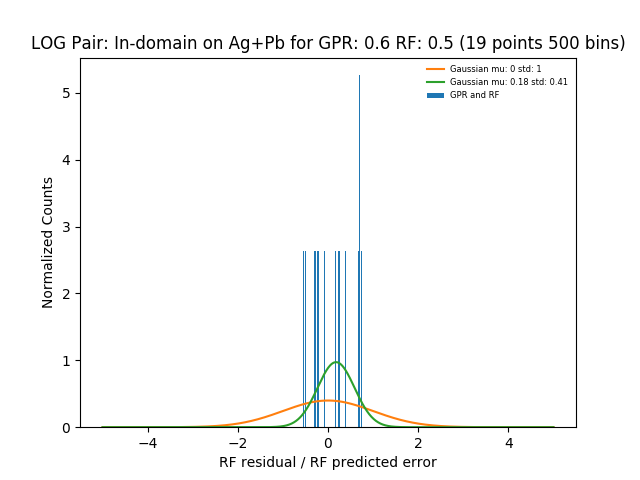 LOG Pair: In-domain on Ag+Pb for GPR: 0.6 RF: 0.5 (19 points 500 bins)
Gaussian mu: 0 std: 1
Gaussian mu: 0.18 std: 0.41
GPR and RF
Normalized Counts
5
4
3
2
1
0
−4
−2
0
2
4
RF residual / RF predicted error